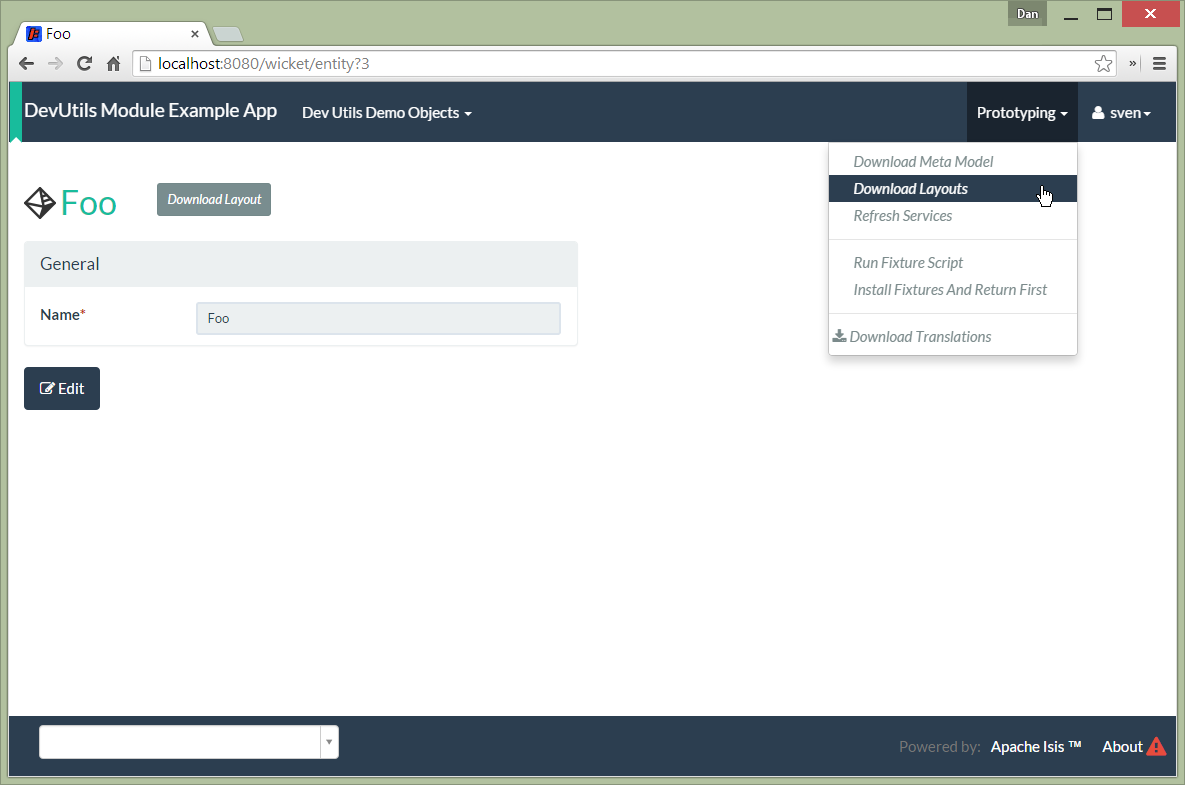 Dan
Foo
localhost:8080/wicket/entity?3
DevUtils Module Example App
Dev Utils Demo Objects
Prototyping
sven
Download Meta Model
Download Layouts
Refresh Services
Run Fixture Script
Install Fixtures And Return First
Download Translations
Foo
Download Layout
General
Name*
Foo
Edit
Powered by: Apache Isis ™
About